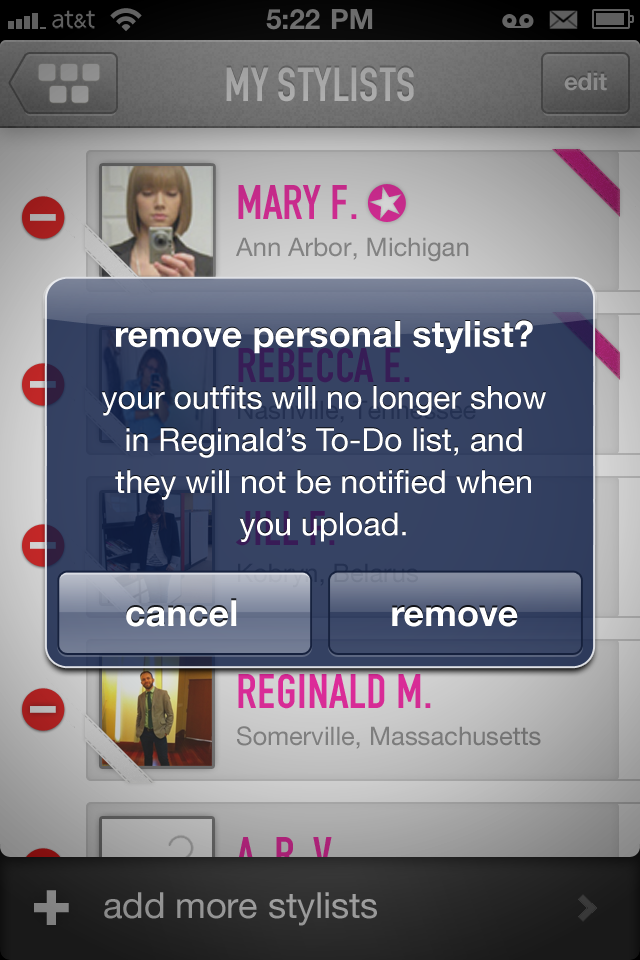 at&t 5:22 PM
MY STYLISTS
edit
MARY F.
Ann Arbor, Michigan
remove personal stylist?
REBECCA E.
Nashville, Tennessee
your outfits will no longer show
in Reginald's To-Do list, and
they will not be notified when
you upload.
JILL F.
Kobryn, Belarus
cancel
remove
REGINALD M.
Somerville, Massachusetts
A. R. V.
add more stylists